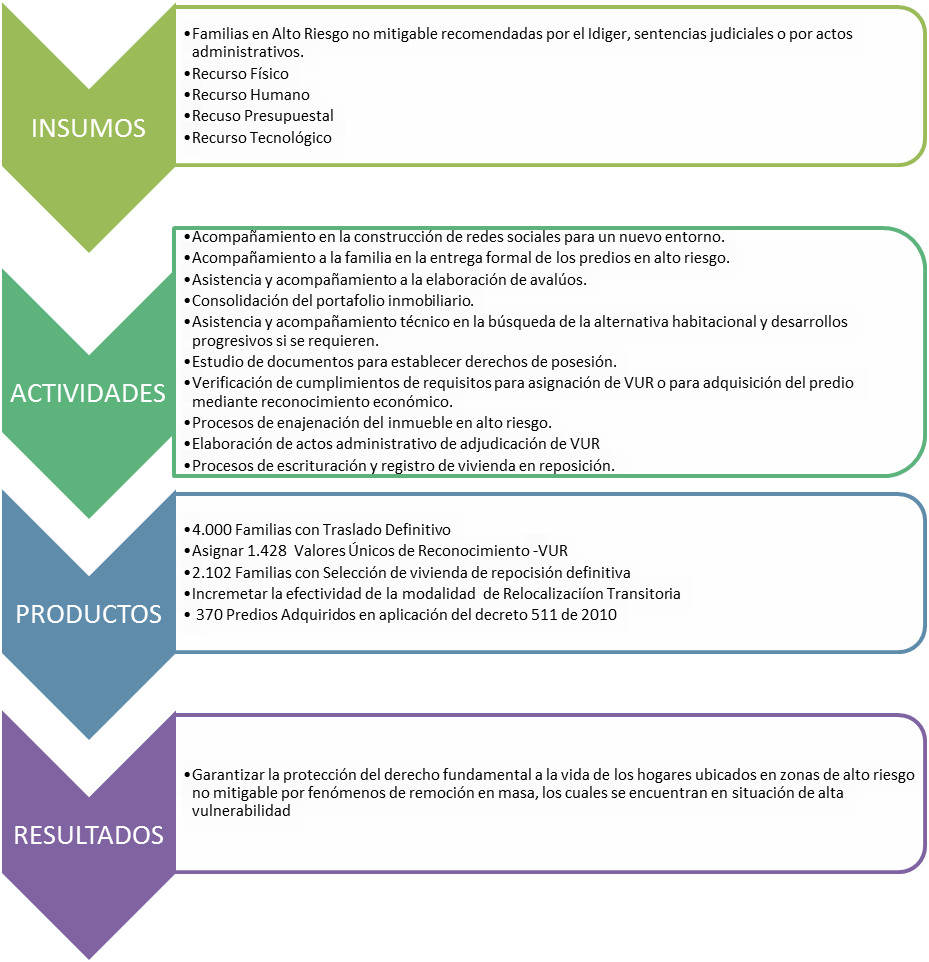 INSUMOS
•Familias en Alto Riesgo no mitigable recomendadas por el Idiger, sentencias judiciales o por actos
administrativos.
•Recurso Físico
•Recurso Humano
•Recuso Presupuestal
•Recurso Tecnológico
ACTIVIDADES
•Acompañamiento en la construcción de redes sociales para un nuevo entorno.
•Acompañamiento a la familia en la entrega formal de los predios en alto riesgo.
•Asistencia y acompañamiento a la elaboración de avalúos.
•Consolidación del portafolio inmobiliario.
•Asistencia y acompañamiento técnico en la búsqueda de la alternativa habitacional y desarrollos
progresivos si se requieren.
•Estudio de documentos para establecer derechos de posesión.
•Verificación de cumplimientos de requisitos para asignación de VUR o para adquisición del predio
mediante reconocimiento económico.
•Procesos de enajenación del inmueble en alto riesgo.
•Elaboración de actos administrativo de adjudicación de VUR
•Procesos de escrituración y registro de vivienda en reposición.
PRODUCTOS
•4.000 Familias con Traslado Definitivo
•Asignar 1.428 Valores Únicos de Reconocimiento -VUR
•2.102 Familias con Selección de vivienda de repocisión definitiva
•Incremetar la efectividad de la modalidad de Relocalizaciíon Transitoria
• 370 Predios Adquiridos en aplicación del decreto 511 de 2010
RESULTADOS
•Garantizar la protección del derecho fundamental a la vida de los hogares ubicados en zonas de alto riesgo
no mitigable por fenómenos de remoción en masa, los cuales se encuentran en situación de alta
vulnerabilidad